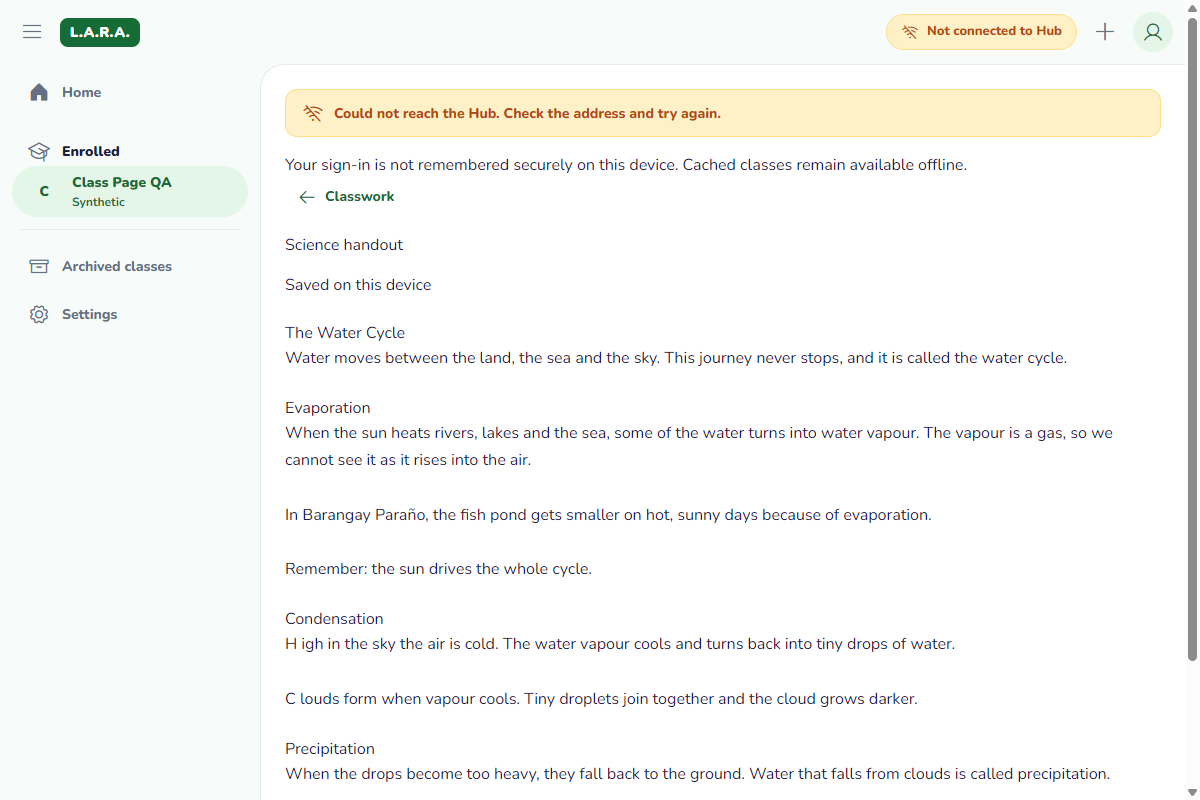 L.A.R.A.
Not connected to Hub
Home
Enrolled
C
Class Page QA
Synthetic
Archived classes
Settings
Could not reach the Hub. Check the address and try again.
Your sign-in is not remembered securely on this device. Cached classes remain available offline.
Classwork
Science handout
Saved on this device
The Water Cycle
Water moves between the land, the sea and the sky. This journey never stops, and it is called the water cycle.
Evaporation
When the sun heats rivers, lakes and the sea, some of the water turns into water vapour. The vapour is a gas, so we
cannot see it as it rises into the air.
In Barangay Paraño, the fish pond gets smaller on hot, sunny days because of evaporation.
Remember: the sun drives the whole cycle.
Condensation
H igh in the sky the air is cold. The water vapour cools and turns back into tiny drops of water.
C louds form when vapour cools. Tiny droplets join together and the cloud grows darker.
Precipitation
When the drops become too heavy, they fall back to the ground. Water that falls from clouds is called precipitation.